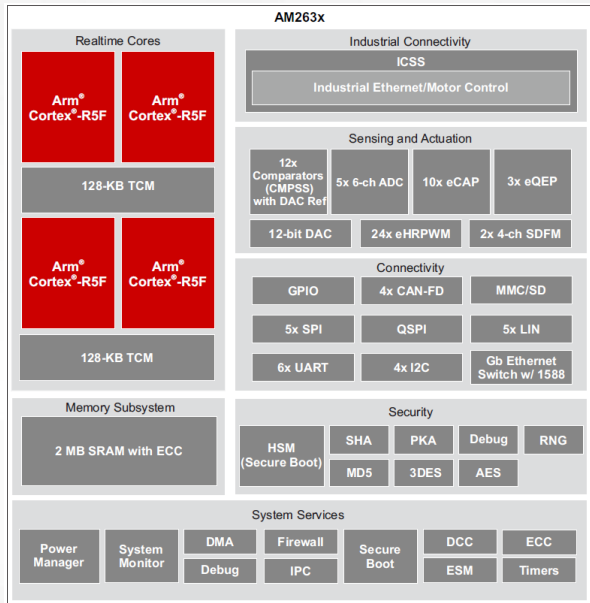 AM263x
Realtime Cores
Arm®
Cortex®-R5F
Arm®
Cortex®-R5F
128-KB TCM
Arm®
Cortex®-R5F
Arm®
Cortex®-R5F
128-KB TCM
Memory Subsystem
2 MB SRAM with ECC
Industrial Connectivity
ICSS
Industrial Ethernet/Motor Control
Sensing and Actuation
12x
Comparators
(CMPSS)
with DAC Ref
5x 6-ch ADC
10x eCAP
3x eQEP
12-bit DAC
24x eHRPWM
2x 4-ch SDFM
Connectivity
GPIO
4x CAN-FD
MMC/SD
5x SPI
QSPI
5x LIN
6x UART
4x I2C
Gb Ethernet
Switch w/ 1588
Security
HSM
(Secure Boot)
SHA
PKA
Debug
RNG
MD5
3DES
AES
System Services
Power
Manager
System
Monitor
DMA
Firewall
Debug
IPC
Secure
Boot
DCC
ECC
ESM
Timers